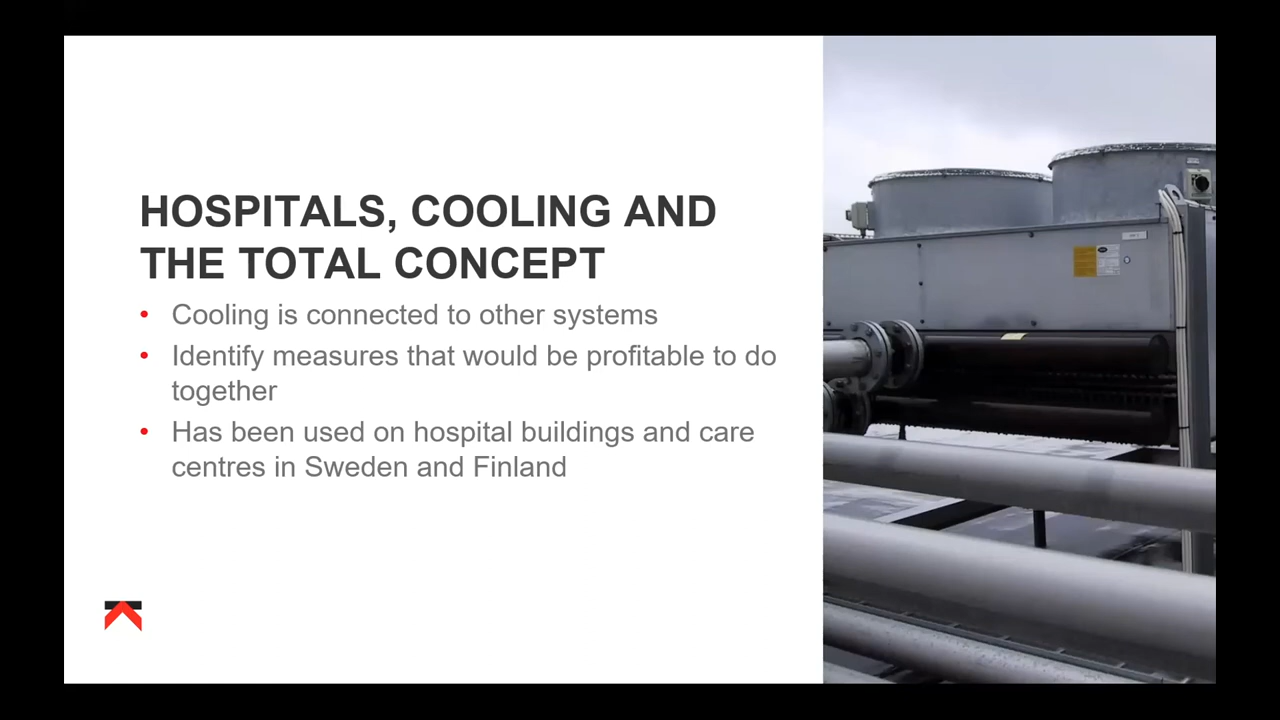 HOSPITALS, COOLING AND
THE TOTAL CONCEPT
• Cooling is connected to other systems
• Identify measures that would be profitable to do
together
• Has been used on hospital buildings and care
centres in Sweden and Finland